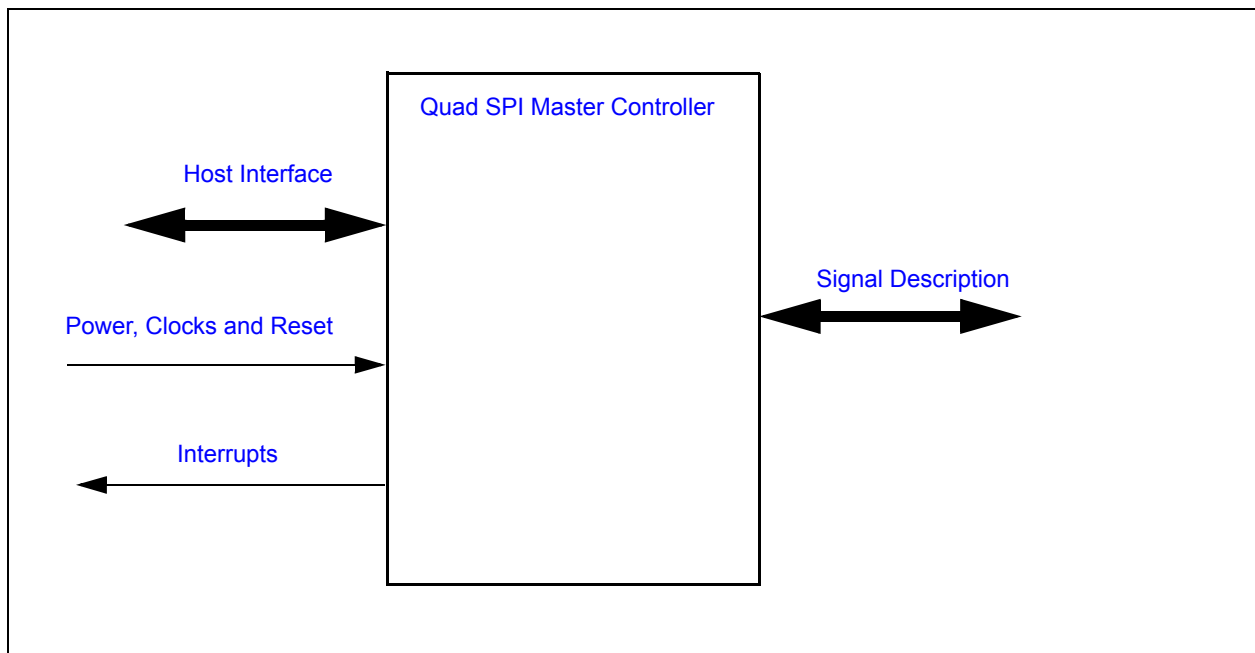 Quad SPI Master Controller
Host Interface
Signal Description
Power, Clocks and Reset
Interrupts